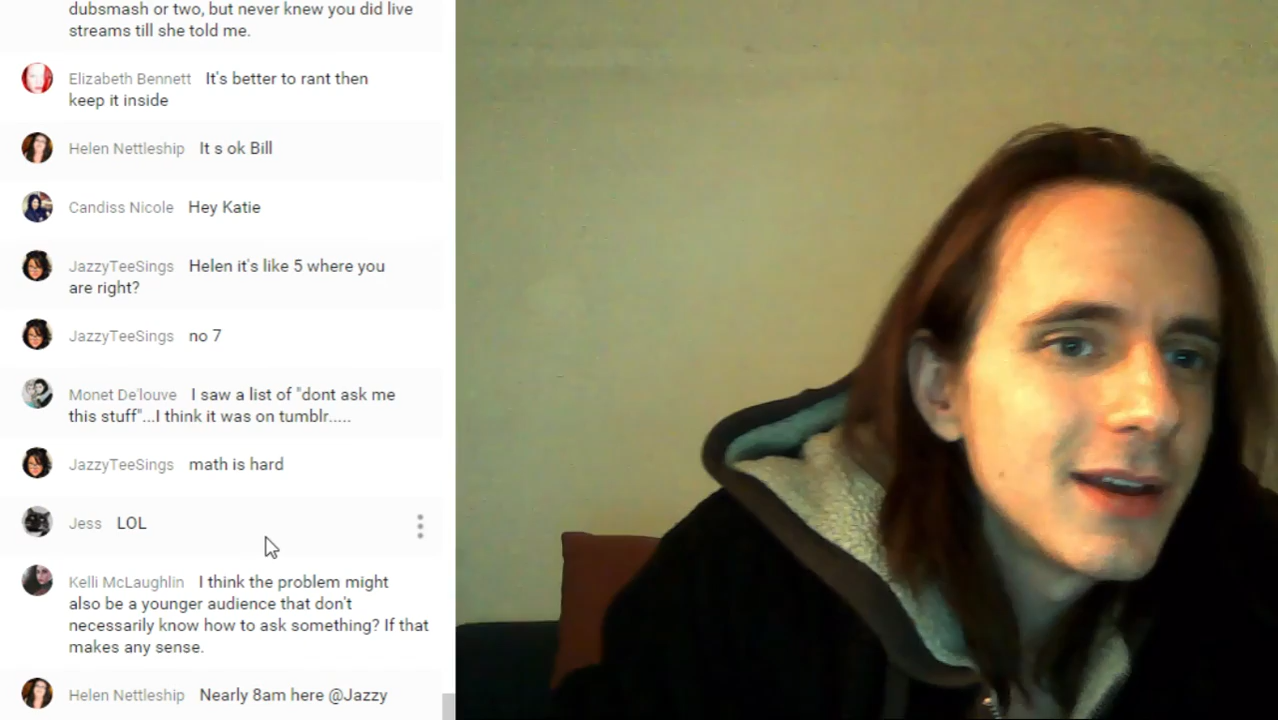 dubsmash or two, but never knew you did live
streams till she told me.
Elizabeth Bennett It's better to rant then
keep it inside
Helen Nettleship It s ok Bill
Candiss Nicole Hey Katie
JazzyTeeSings Helen it's like 5 where you
are right?
JazzyTeeSings no 7
Monet De'louve I saw a list of "dont ask me
this stuff"...I think it was on tumblr.....
JazzyTeeSings math is hard
Jess LOL
Kelli McLaughlin I think the problem might
also be a younger audience that don't
necessarily know how to ask something? If that
makes any sense.
Helen Nettleship Nearly 8am here @Jazzy